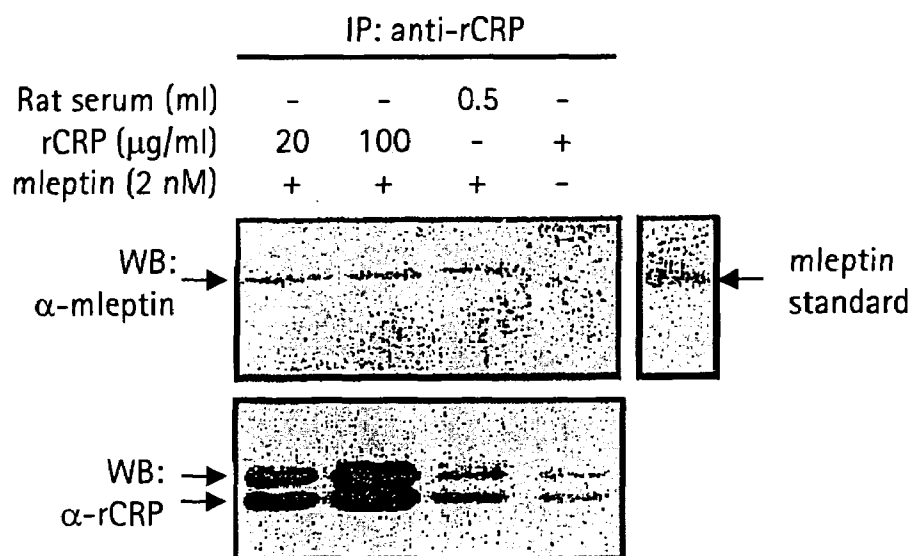 IP: anti-rCRP
Rat serum (ml) - - 0.5 -
rCRP (μg/ml) 20 100 - +
mleptin (2 nM) + + + -
WB:
α-mleptin
mleptin
standard
WB:
α-rCRP